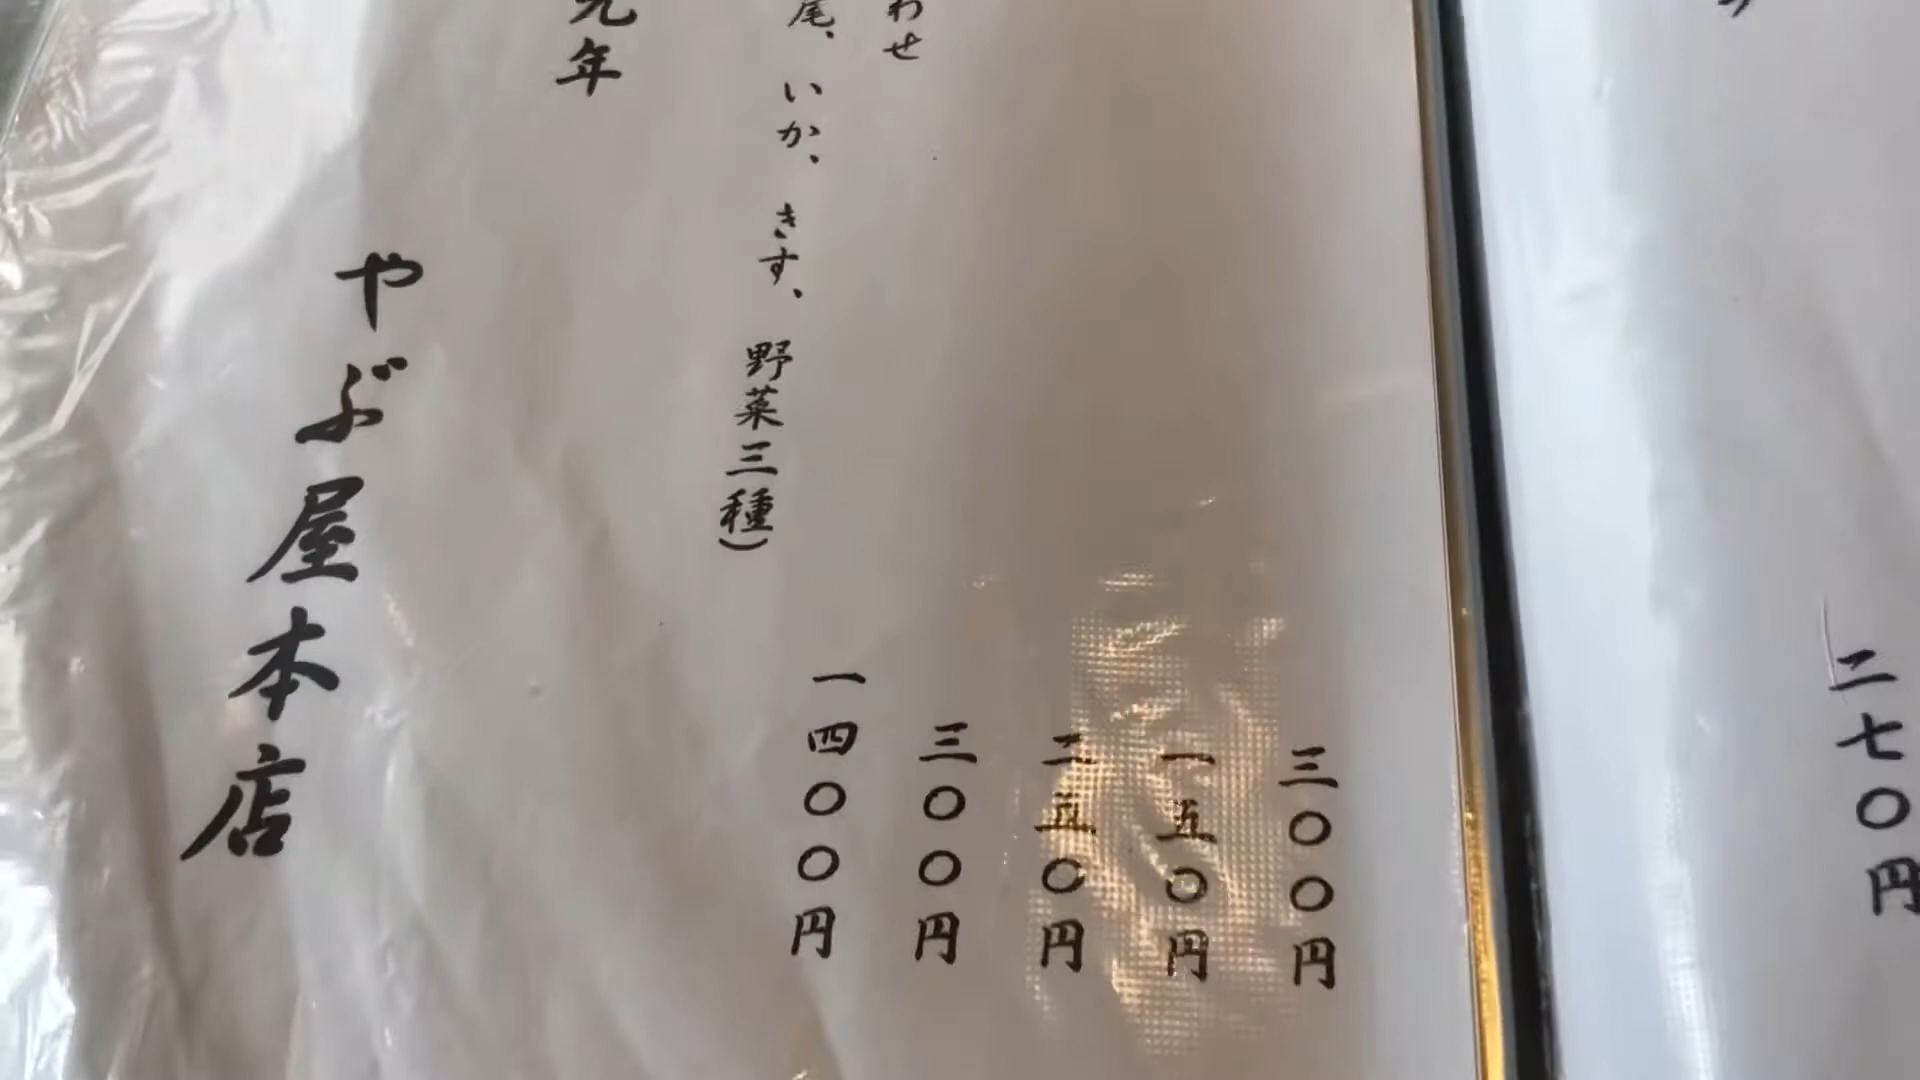 二七〇円
三〇〇円
一五〇円
二五〇円
三〇〇円
わせ
尾、いか、きす、野菜三種)
一四〇〇円
元年
やぶ屋本店